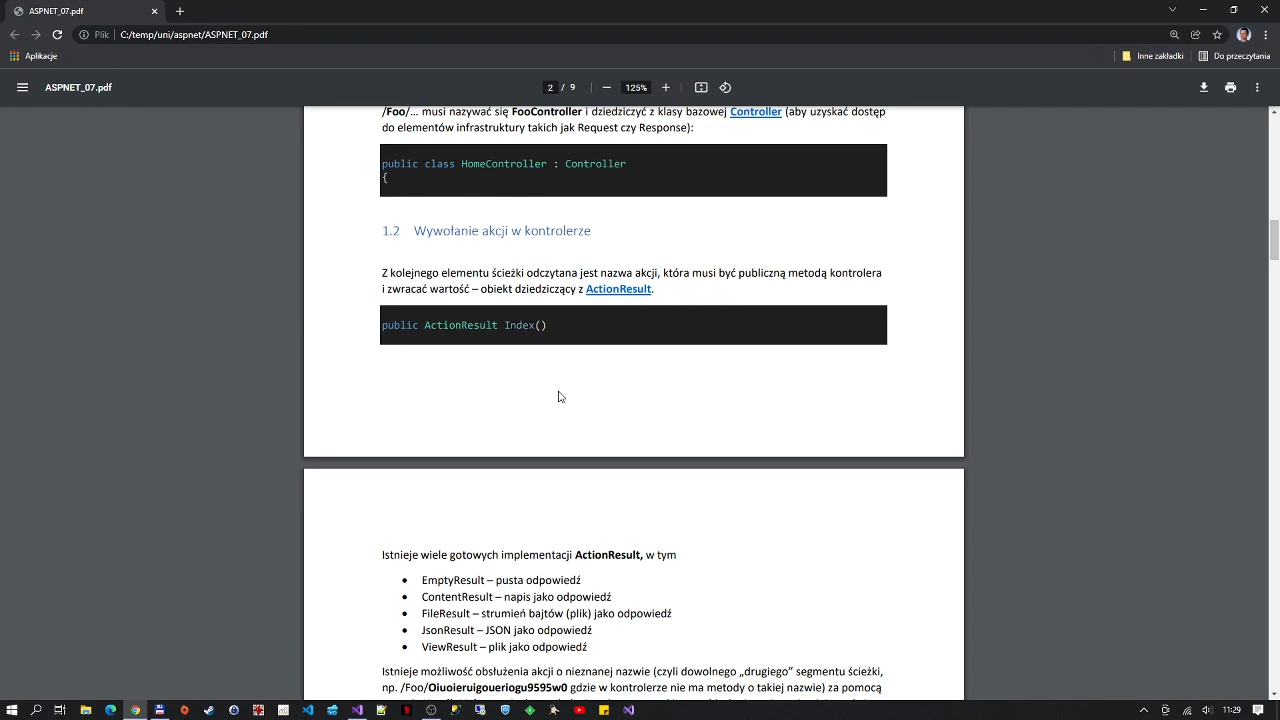 ASPNET_07.pdf
Plik
C:/temp/uni/aspnet/ASPNET_07.pdf
Aplikacje
Inne zakładki
Do przeczytania
ASPNET_07.pdf
2 / 9
125%
/Foo/… musi nazywać się FooController i dziedziczyć z klasy bazowej Controller (aby uzyskać dostęp
do elementów infrastruktury takich jak Request czy Response):
public class HomeController : Controller
{
1.2 Wywołanie akcji w kontrolerze
Z kolejnego elementu ścieżki odczytana jest nazwa akcji, która musi być publiczną metodą kontrolera
i zwracać wartość – obiekt dziedziczący z ActionResult.
public ActionResult Index()
Istnieje wiele gotowych implementacji ActionResult, w tym
• EmptyResult – pusta odpowiedź
• ContentResult – napis jako odpowiedź
• FileResult – strumień bajtów (plik) jako odpowiedź
• JsonResult – JSON jako odpowiedź
• ViewResult – plik jako odpowiedź
Istnieje możliwość obsłużenia akcji o nieznanej nazwie (czyli dowolnego „drugiego” segmentu ścieżki,
np. /Foo/Oiuoieruigoueriogu9595w0 gdzie w kontrolerze nie ma metody o takiej nazwie) za pomocą
11:29